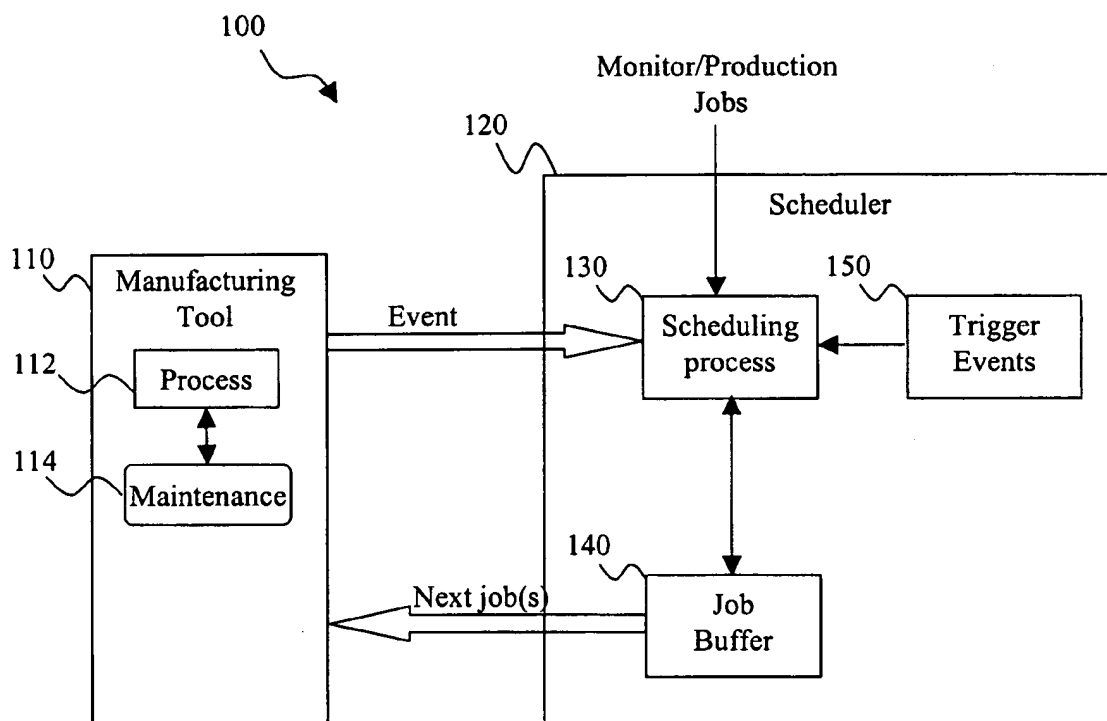 100
Monitor/Production
Jobs
120
Scheduler
110
Manufacturing
Tool
130
150
Event
Scheduling
process
Trigger
Events
112
Process
114
Maintenance
140
Next job(s)
Job
Buffer